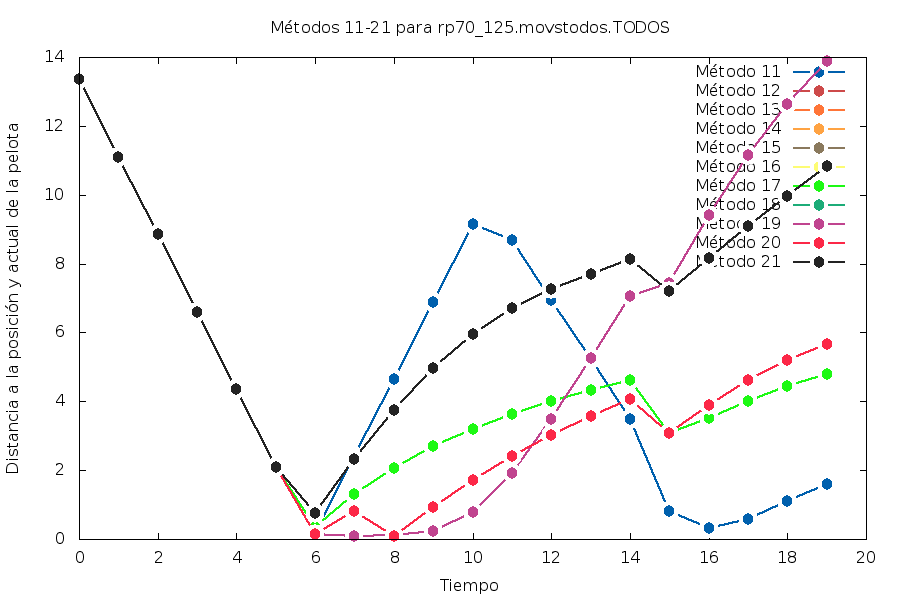 Métodos 11-21 para rp70_125.movstodos.TODOS
Distancia a la posición y actual de la pelota
14
12
10
8
6
4
2
0
Método 11
Método 12
Método 13
Método 14
Método 15
Método 16
Método 17
Método 18
Método 19
Método 20
Método 21
0 2 4 6 8 10 12 14 16 18 20
Tiempo